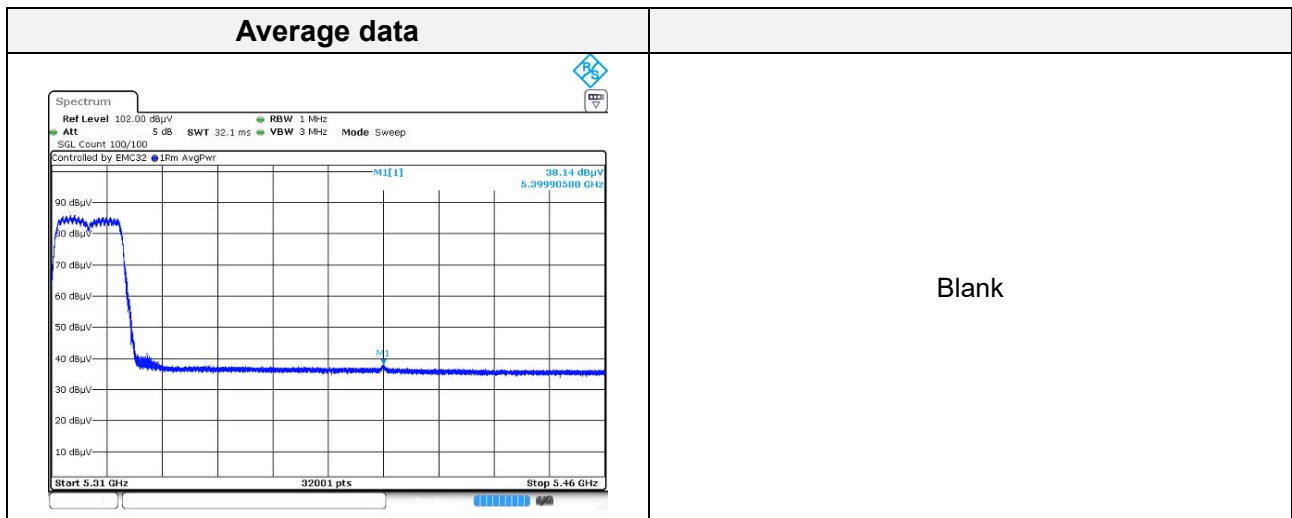 Average data
R&S
Spectrum
Ref Level 102.00 dBµV RBW 1 MHz
Att 5 dB SWT 32.1 ms VBW 3 MHz Mode Sweep
SGL Count 100/100
Controlled by EMC32 1Rm AvgPwr
M1[1] 38.14 dBµV
5.39990580 GHz
90 dBµV
80 dBµV
70 dBµV
60 dBµV
50 dBµV
40 dBµV
M1
30 dBµV
20 dBµV
10 dBµV
Start 5.31 GHz 32001 pts Stop 5.46 GHz
Blank